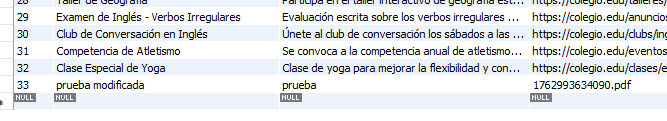 28 Taller de Geografía Participa en el taller interactivo de geografía est... https://colegio.edu/talleres/
29 Examen de Inglés - Verbos Irregulares Evaluación escrita sobre los verbos irregulares ... https://colegio.edu/anuncios
30 Club de Conversación en Inglés Únete al club de conversación los sábados a las ... https://colegio.edu/clubs/ing
31 Competencia de Atletismo Se convoca a la competencia anual de atletismo... https://colegio.edu/eventos
32 Clase Especial de Yoga Clase de yoga para mejorar la flexibilidad y con... https://colegio.edu/clases/e
33 prueba modificada prueba 1762993634090.pdf
NULL NULL NULL NULL